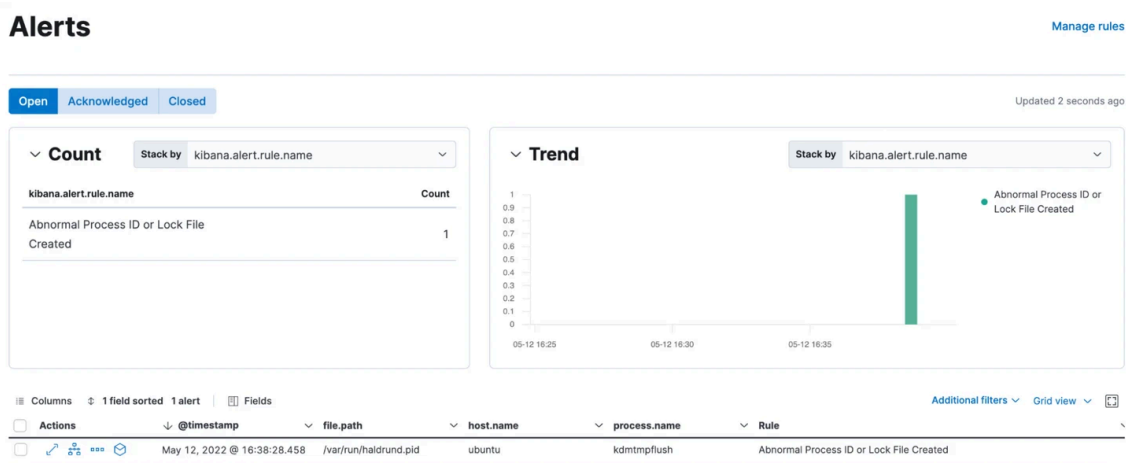 Alerts
Manage rules
Open Acknowledged Closed
Updated 2 seconds ago
Count
Stack by kibana.alert.rule.name
kibana.alert.rule.name Count
Abnormal Process ID or Lock File
Created
1
Trend
Stack by kibana.alert.rule.name
1
0.9
0.8
0.7
0.6
0.5
0.4
0.3
0.2
0.1
0
05-12 16:25 05-12 16:30 05-12 16:35
Abnormal Process ID or
Lock File Created
Columns 1 field sorted 1 alert Fields
Additional filters Grid view
Actions @timestamp file.path host.name process.name Rule
May 12, 2022 @ 16:38:28.458 /var/run/haldrund.pid ubuntu kdmtmpflush Abnormal Process ID or Lock File Created